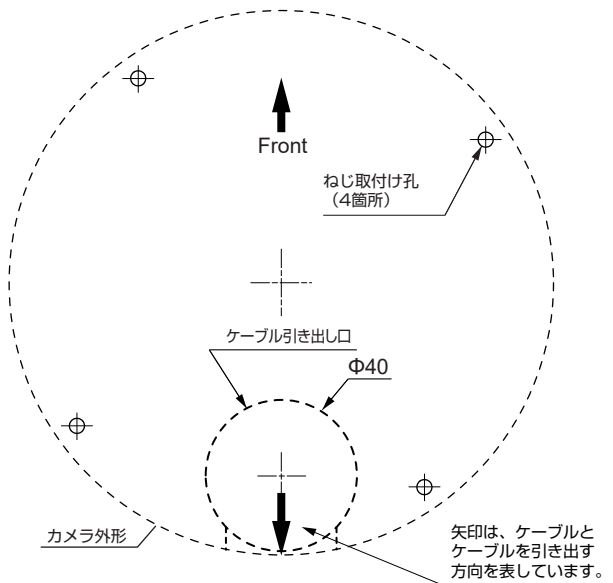 Front
ねじ取付け孔
（4箇所）
ケーブル引き出し口
Φ40
カメラ外形
矢印は、ケーブルと
ケーブルを引き出す
方向を表しています。